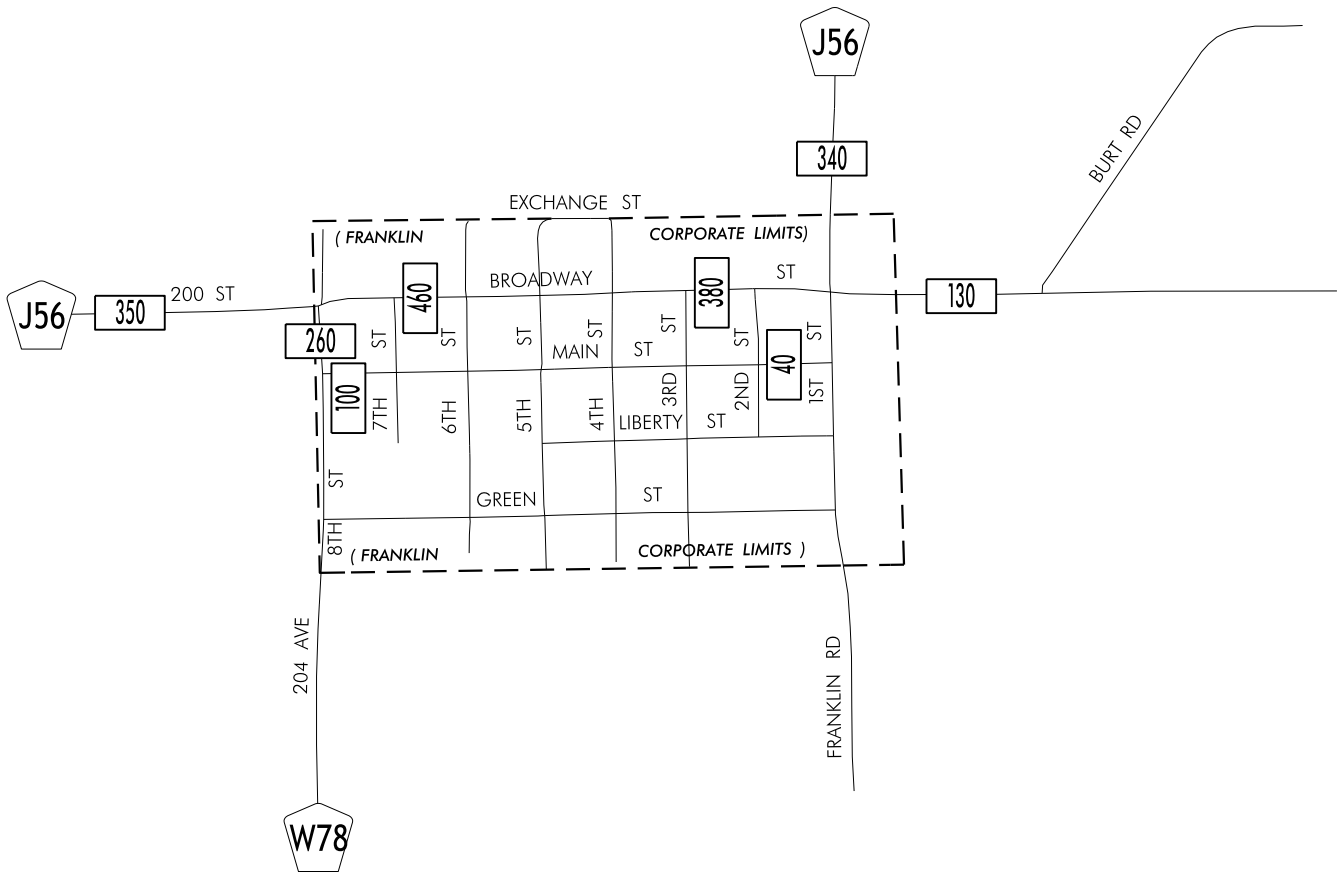 J56
340
BURT RD
EXCHANGE ST
( FRANKLIN CORPORATE LIMITS)
J56
350
200 ST
460
BROADWAY ST
380
130
260
MAIN ST
40
100
7TH ST
6TH ST
5TH ST
4TH ST
3RD ST
2ND ST
1ST ST
LIBERTY ST
8TH ST
GREEN ST
( FRANKLIN CORPORATE LIMITS )
204 AVE
FRANKLIN RD
W78